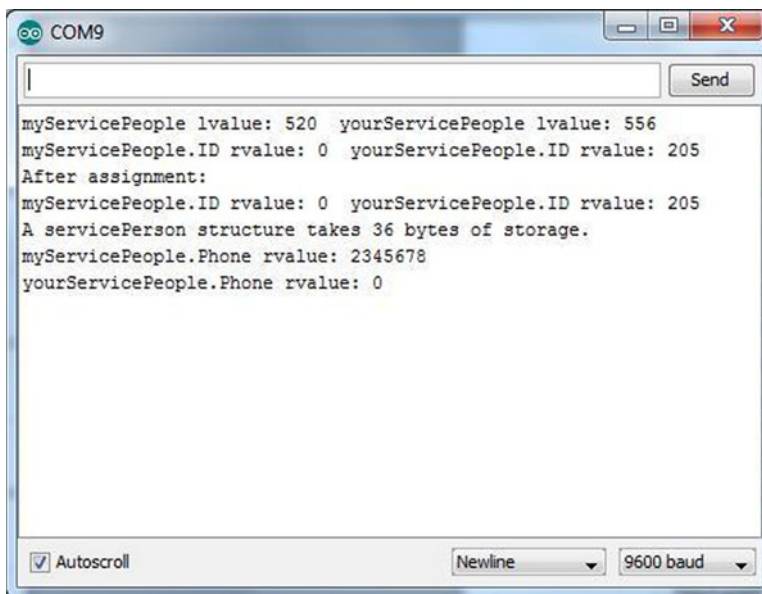 COM9
Send
myServicePeople lvalue: 520  yourServicePeople lvalue: 556
myServicePeople.ID rvalue: 0  yourServicePeople.ID rvalue: 205
After assignment:
myServicePeople.ID rvalue: 0  yourServicePeople.ID rvalue: 205
A servicePerson structure takes 36 bytes of storage.
myServicePeople.Phone rvalue: 2345678
yourServicePeople.Phone rvalue: 0
Autoscroll Newline 9600 baud